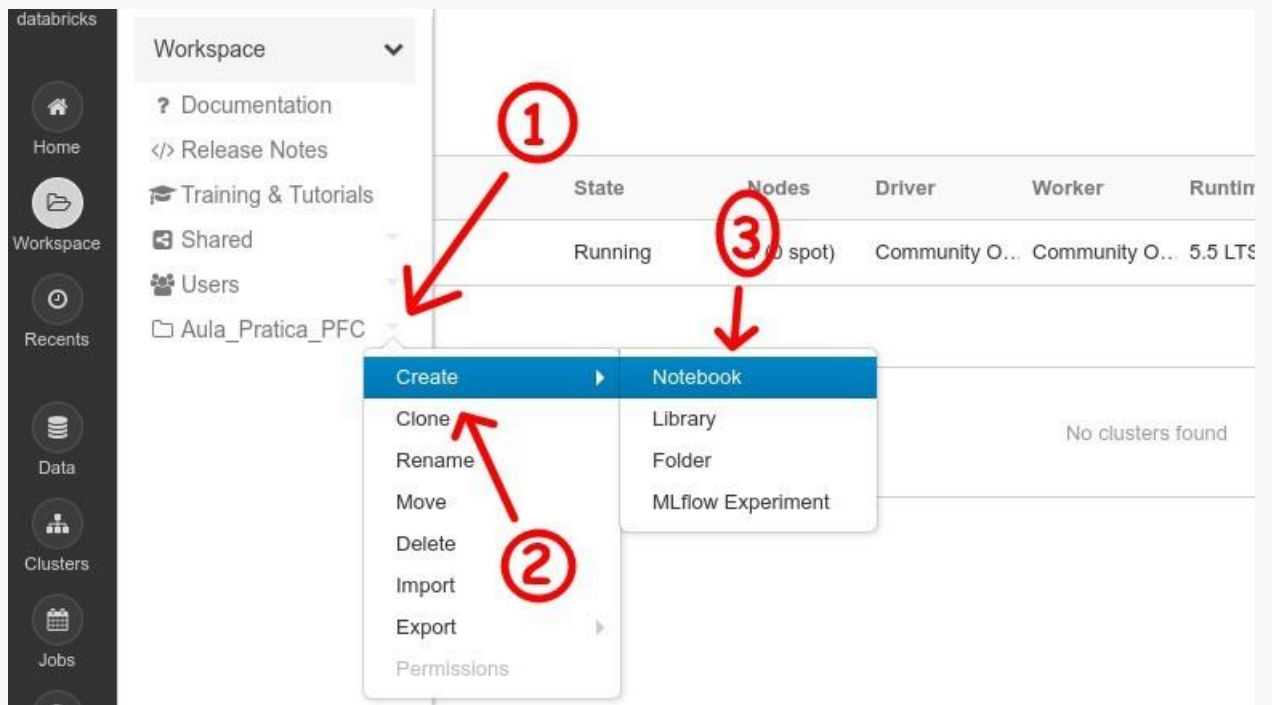 databricks
Home
Workspace
Recents
Data
Clusters
Jobs
Workspace
? Documentation
</> Release Notes
Training & Tutorials
Shared
Users
Aula_Pratica_PFC
1
2
3
State Nodes Driver Worker Runtim
Running spot) Community O... Community O... 5.5 LTS
No clusters found
Create
Clone
Rename
Move
Delete
Import
Export
Permissions
Notebook
Library
Folder
MLflow Experiment